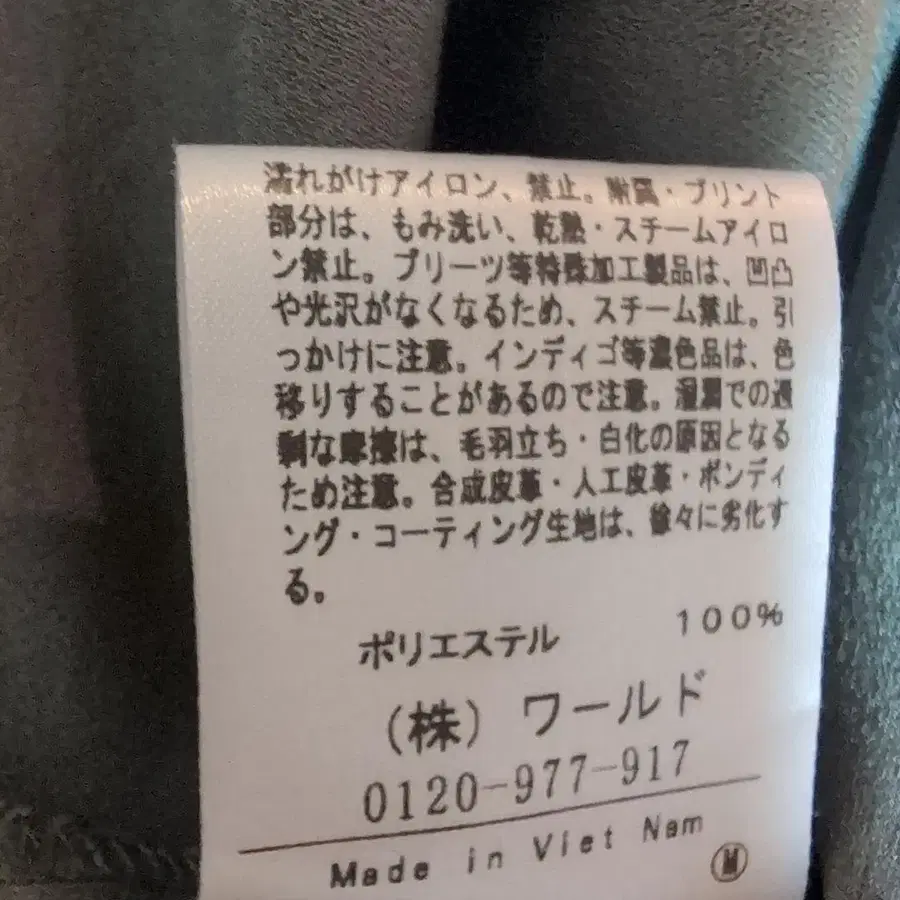 濡れがけアイロン、禁止。附属・プリント
部分は、もみ洗い、乾熱・スチームアイロ
ン禁止。プリーツ等特殊加工製品は、凹凸
や光沢がなくなるため、スチーム禁止。引
っかけに注意。インディゴ等濃色品は、色
移りすることがあるので注意。湿潤での過
剰な摩擦は、毛羽立ち・白化の原因となる
ため注意。合成皮革・人工皮革・ボンディ
ング・コーティング生地は、徐々に劣化す
る。
ポリエステル 100%
(株) ワールド
0120-977-917
Made in Viet Nam
M